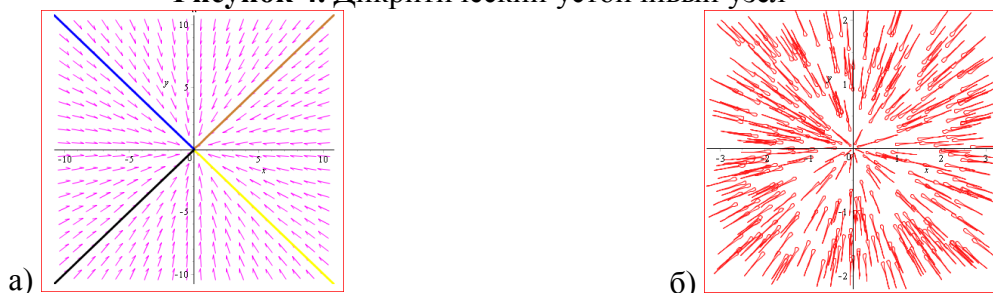 Рисунок 4. Дикритический устойчивый узел
10
y
5
-10 -5 0 5 10
x
-5
-10
а)
2
y
1
-3 -2 -1 0 1 2 3
x
-1
-2
б)